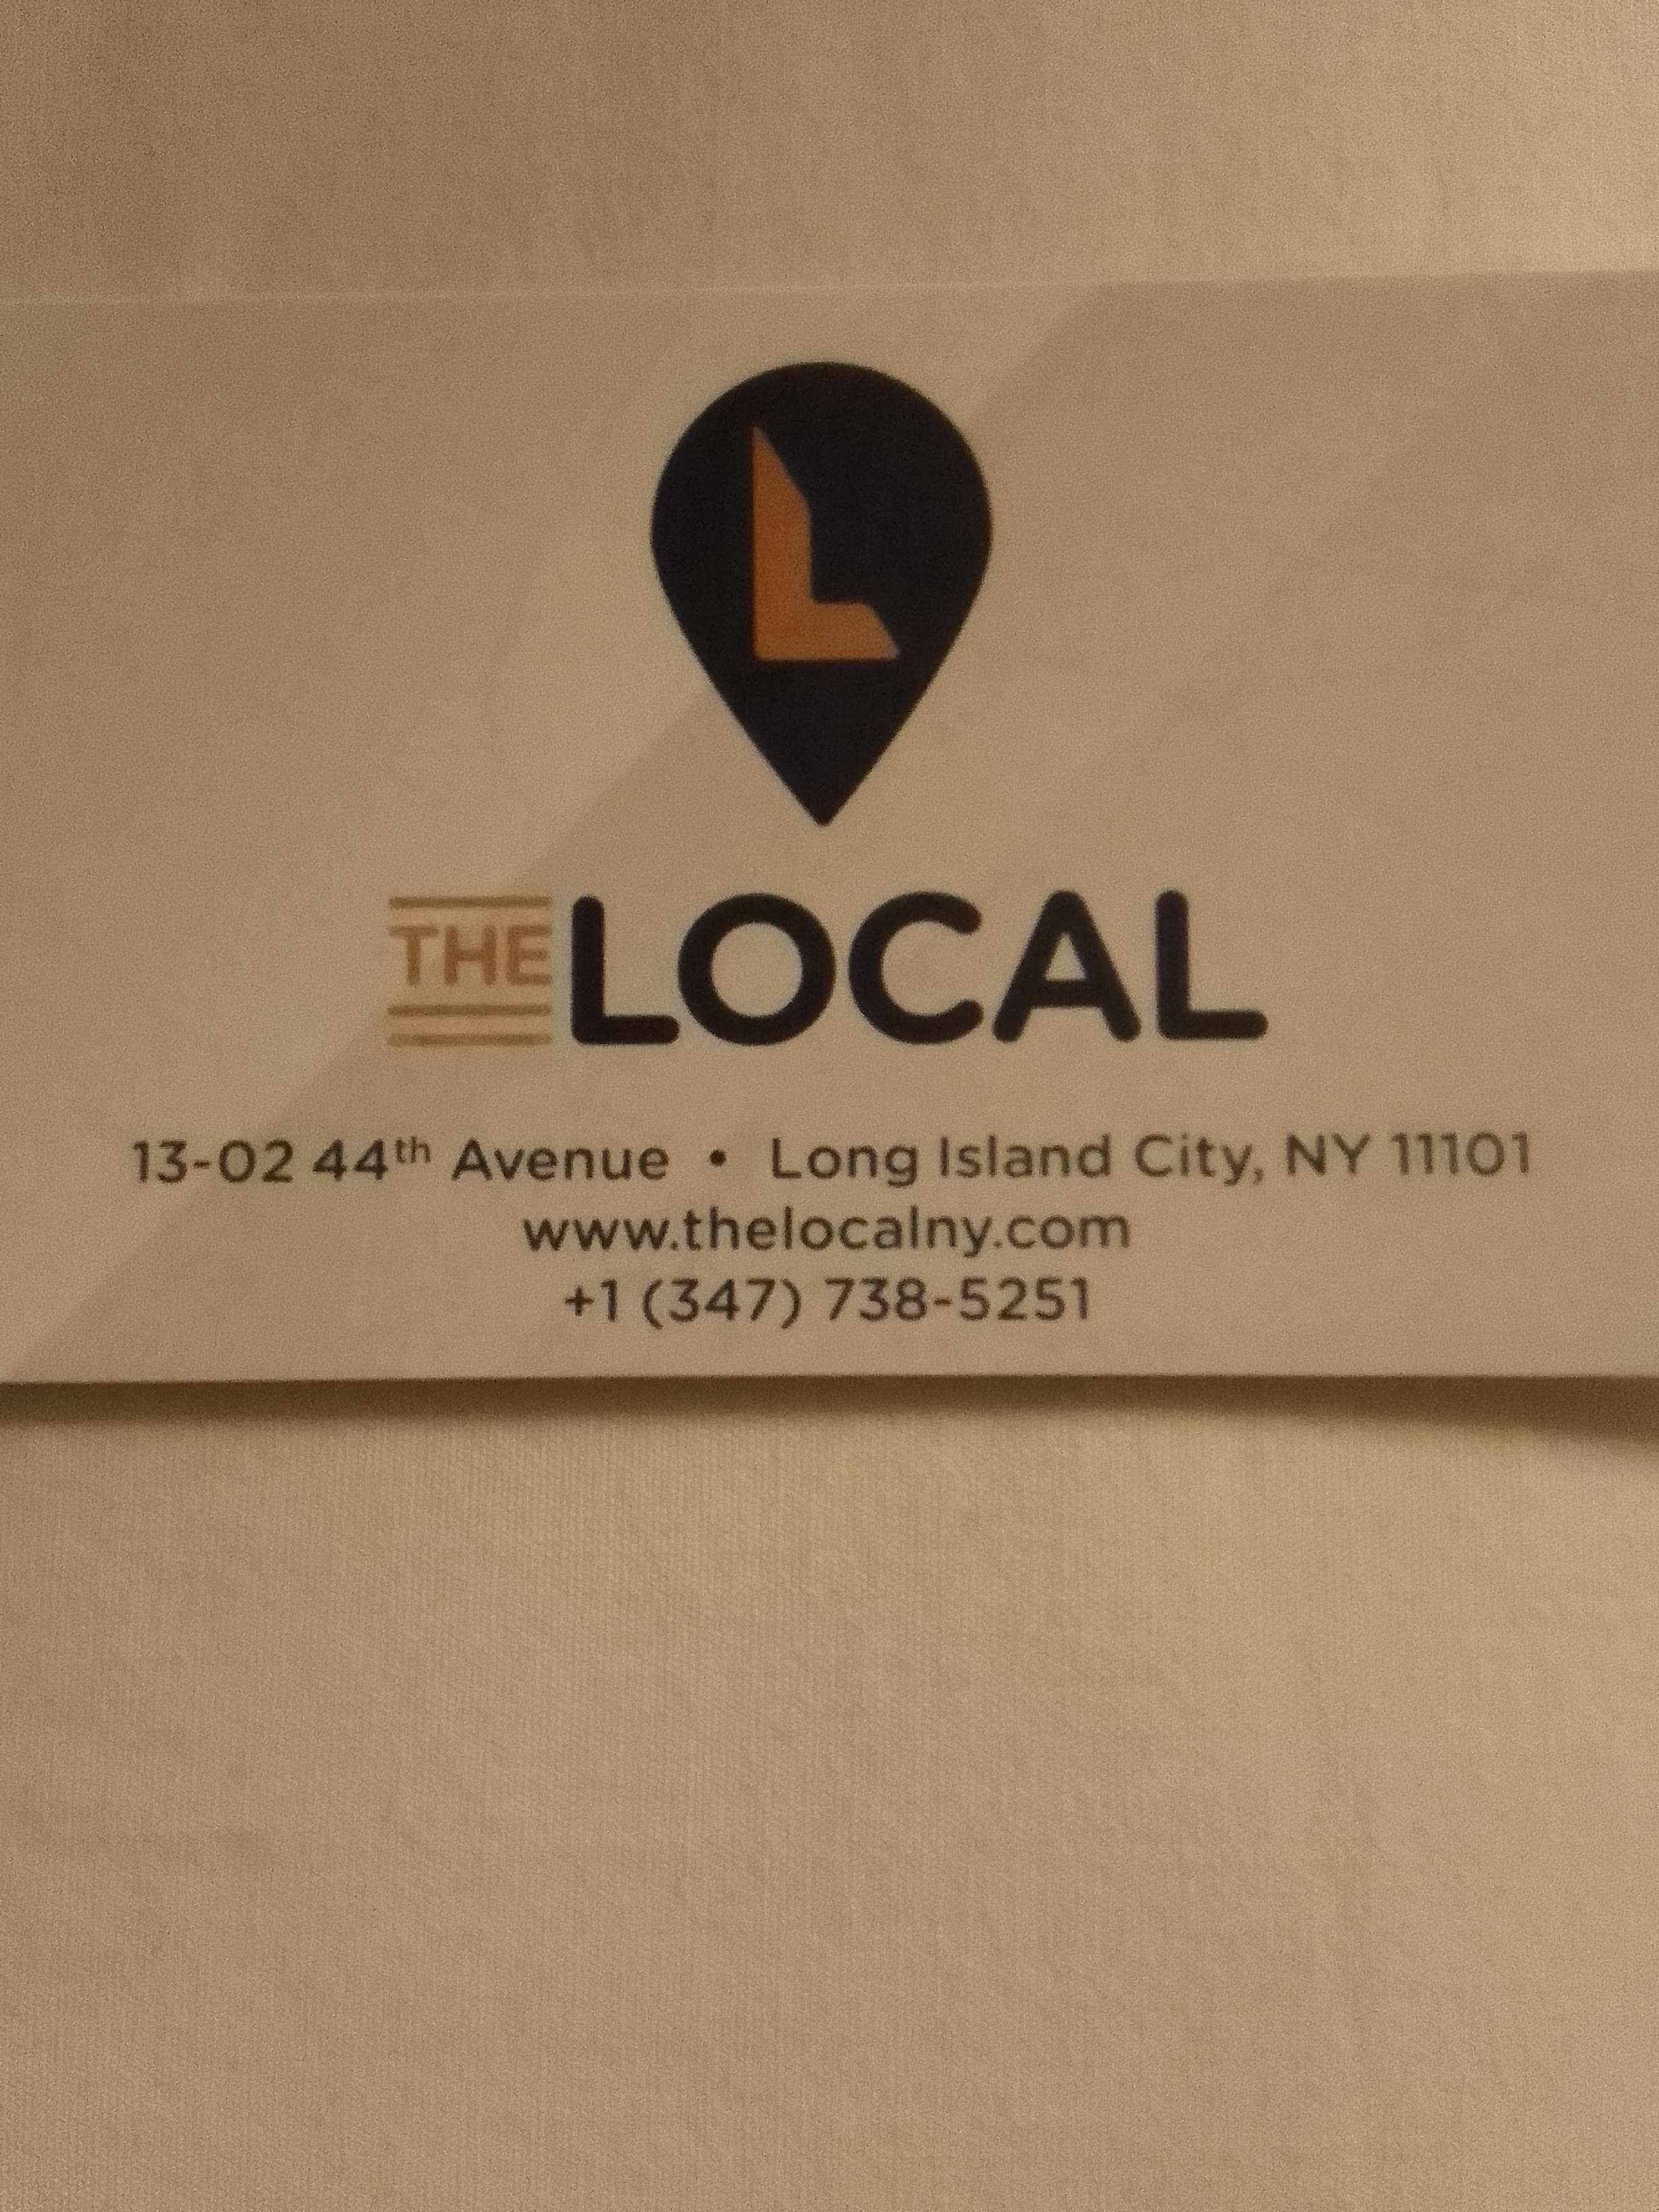 L
THE LOCAL
13-02 44th Avenue • Long Island City, NY 11101
www.thelocalny.com
+1 (347) 738-5251